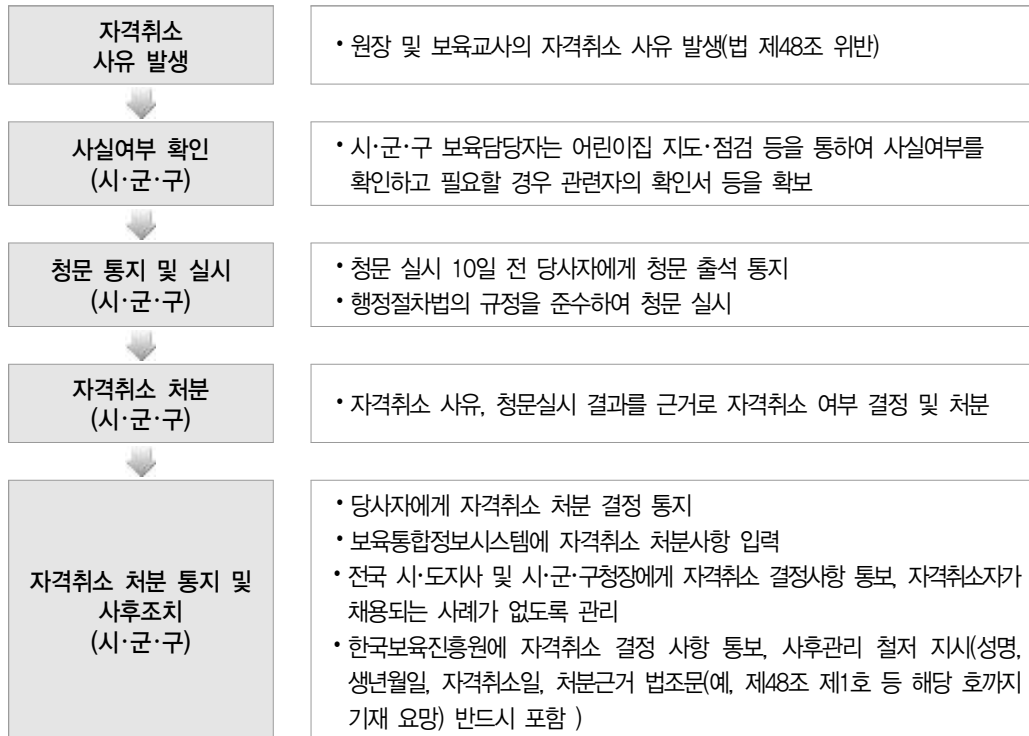 자격취소
사유 발생
• 원장 및 보육교사의 자격취소 사유 발생(법 제48조 위반)
사실여부 확인
(시·군·구)
• 시·군·구 보육담당자는 어린이집 지도·점검 등을 통하여 사실여부를
확인하고 필요할 경우 관련자의 확인서 등을 확보
청문 통지 및 실시
(시·군·구)
• 청문 실시 10일 전 당사자에게 청문 출석 통지
• 행정절차법의 규정을 준수하여 청문 실시
자격취소 처분
(시·군·구)
• 자격취소 사유, 청문실시 결과를 근거로 자격취소 여부 결정 및 처분
자격취소 처분 통지 및
사후조치
(시·군·구)
• 당사자에게 자격취소 처분 결정 통지
• 보육통합정보시스템에 자격취소 처분사항 입력
• 전국 시·도지사 및 시·군·구청장에게 자격취소 결정사항 통보, 자격취소자가
채용되는 사례가 없도록 관리
• 한국보육진흥원에 자격취소 결정 사항 통보, 사후관리 철저 지시(성명,
생년월일, 자격취소일, 처분근거 법조문(예, 제48조 제1호 등 해당 호까지
기재 요망) 반드시 포함 )